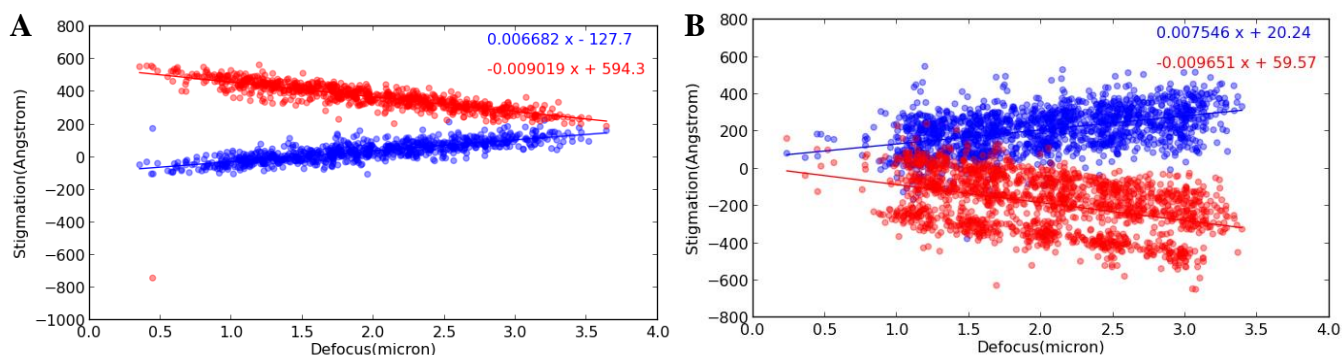 A
0.006682 x - 127.7
-0.009019 x + 594.3
Stigmation(Angstrom)
800
600
400
200
0
−200
−400
−600
−800
−1000
0.0 0.5 1.0 1.5 2.0 2.5 3.0 3.5 4.0
Defocus(micron)
B
0.007546 x + 20.24
-0.009651 x + 59.57
Stigmation(Angstrom)
800
600
400
200
0
−200
−400
−600
−800
0.0 0.5 1.0 1.5 2.0 2.5 3.0 3.5 4.0
Defocus(micron)